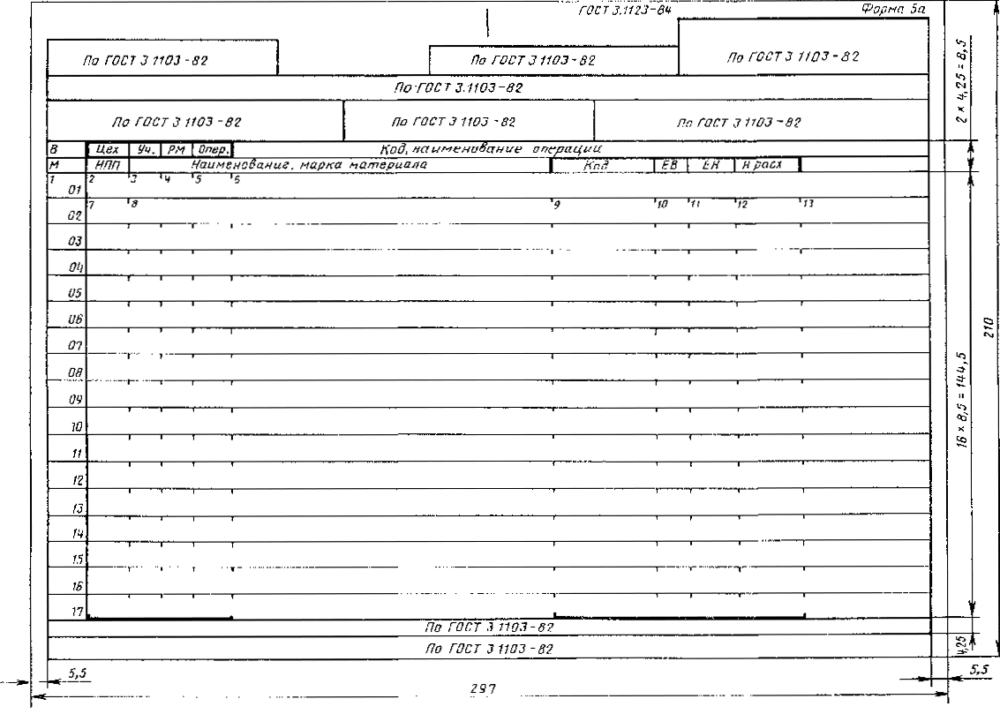 ГОСТ 3.1123-84 Форма 5а
По ГОСТ 3 1103-82 По ГОСТ 3 1103-82 По ГОСТ 3 1103-82
По ГОСТ 3.1103-82
По ГОСТ 3 1103-82 По ГОСТ 3 1103-82 По ГОСТ 3 1103-82
В Цех Уч. РМ Опер. Код, наименование операции
М НПП Наименование, марка материала Код ЕВ ЕН Н расх
1 2 3 4 5 6
01
7 8 9 10 11 12 13
02
03
04
05
06
07
08
09
10
11
12
13
14
15
16
17
По ГОСТ 3 1103-82
По ГОСТ 3 1103-82
2 × 4,25 = 8,5
16 × 8,5 = 144,5
210
4,25
5,5 297 5,5